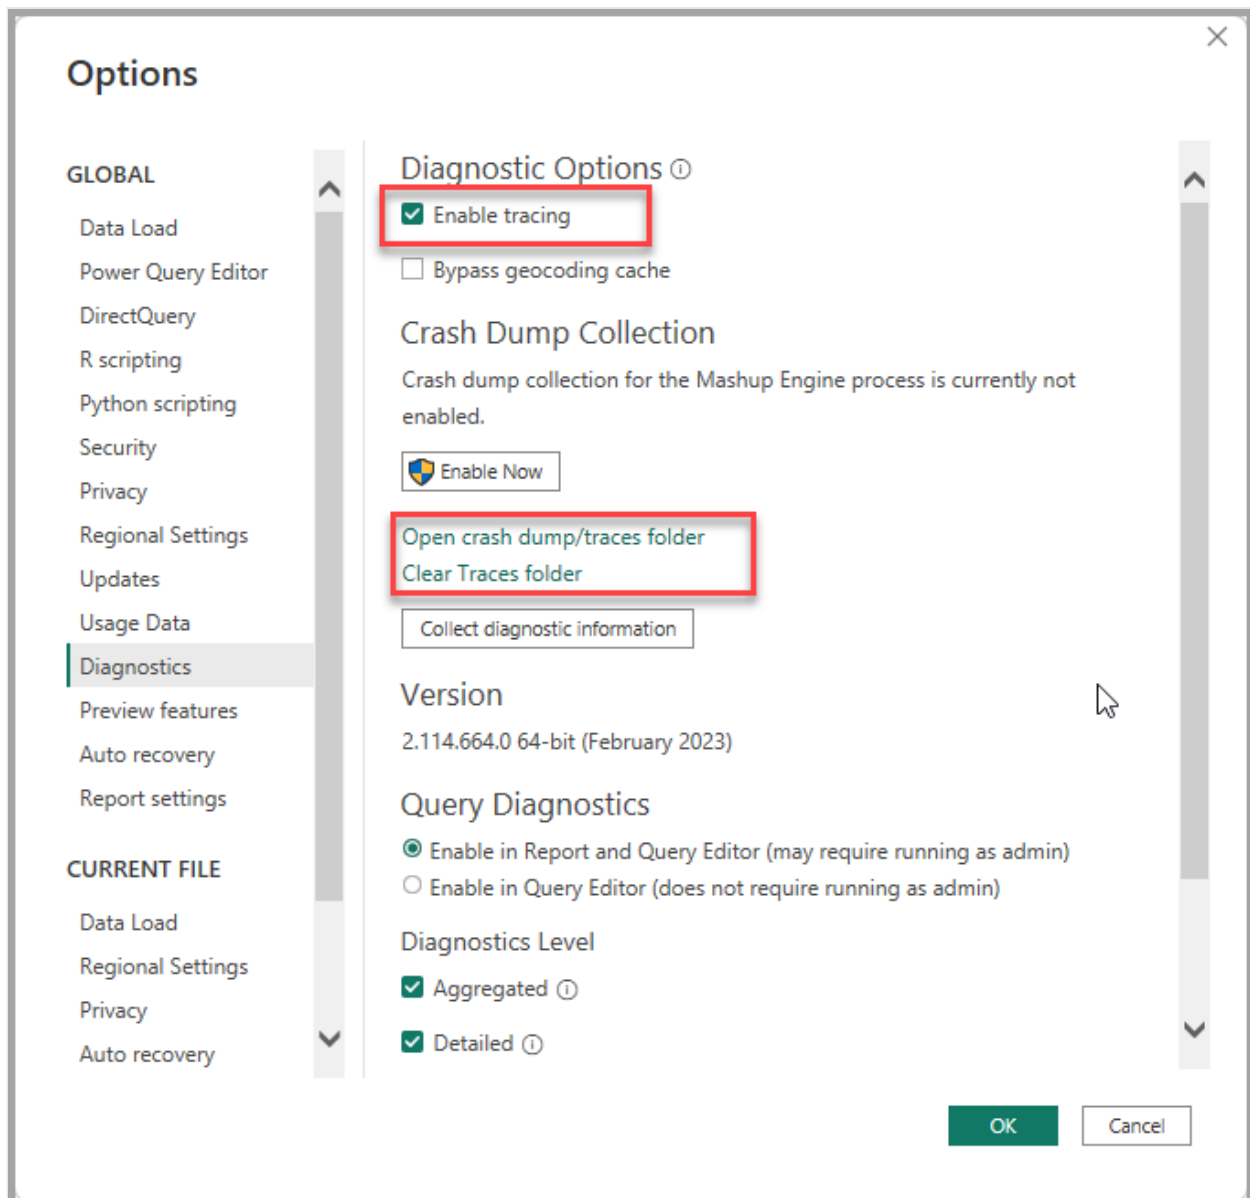 Options
GLOBAL
Data Load
Power Query Editor
DirectQuery
R scripting
Python scripting
Security
Privacy
Regional Settings
Updates
Usage Data
Diagnostics
Preview features
Auto recovery
Report settings
CURRENT FILE
Data Load
Regional Settings
Privacy
Auto recovery
Diagnostic Options
Enable tracing
Bypass geocoding cache
Crash Dump Collection
Crash dump collection for the Mashup Engine process is currently not
enabled.
Enable Now
Open crash dump/traces folder
Clear Traces folder
Collect diagnostic information
Version
2.114.664.0 64-bit (February 2023)
Query Diagnostics
Enable in Report and Query Editor (may require running as admin)
Enable in Query Editor (does not require running as admin)
Diagnostics Level
Aggregated
Detailed
OK
Cancel